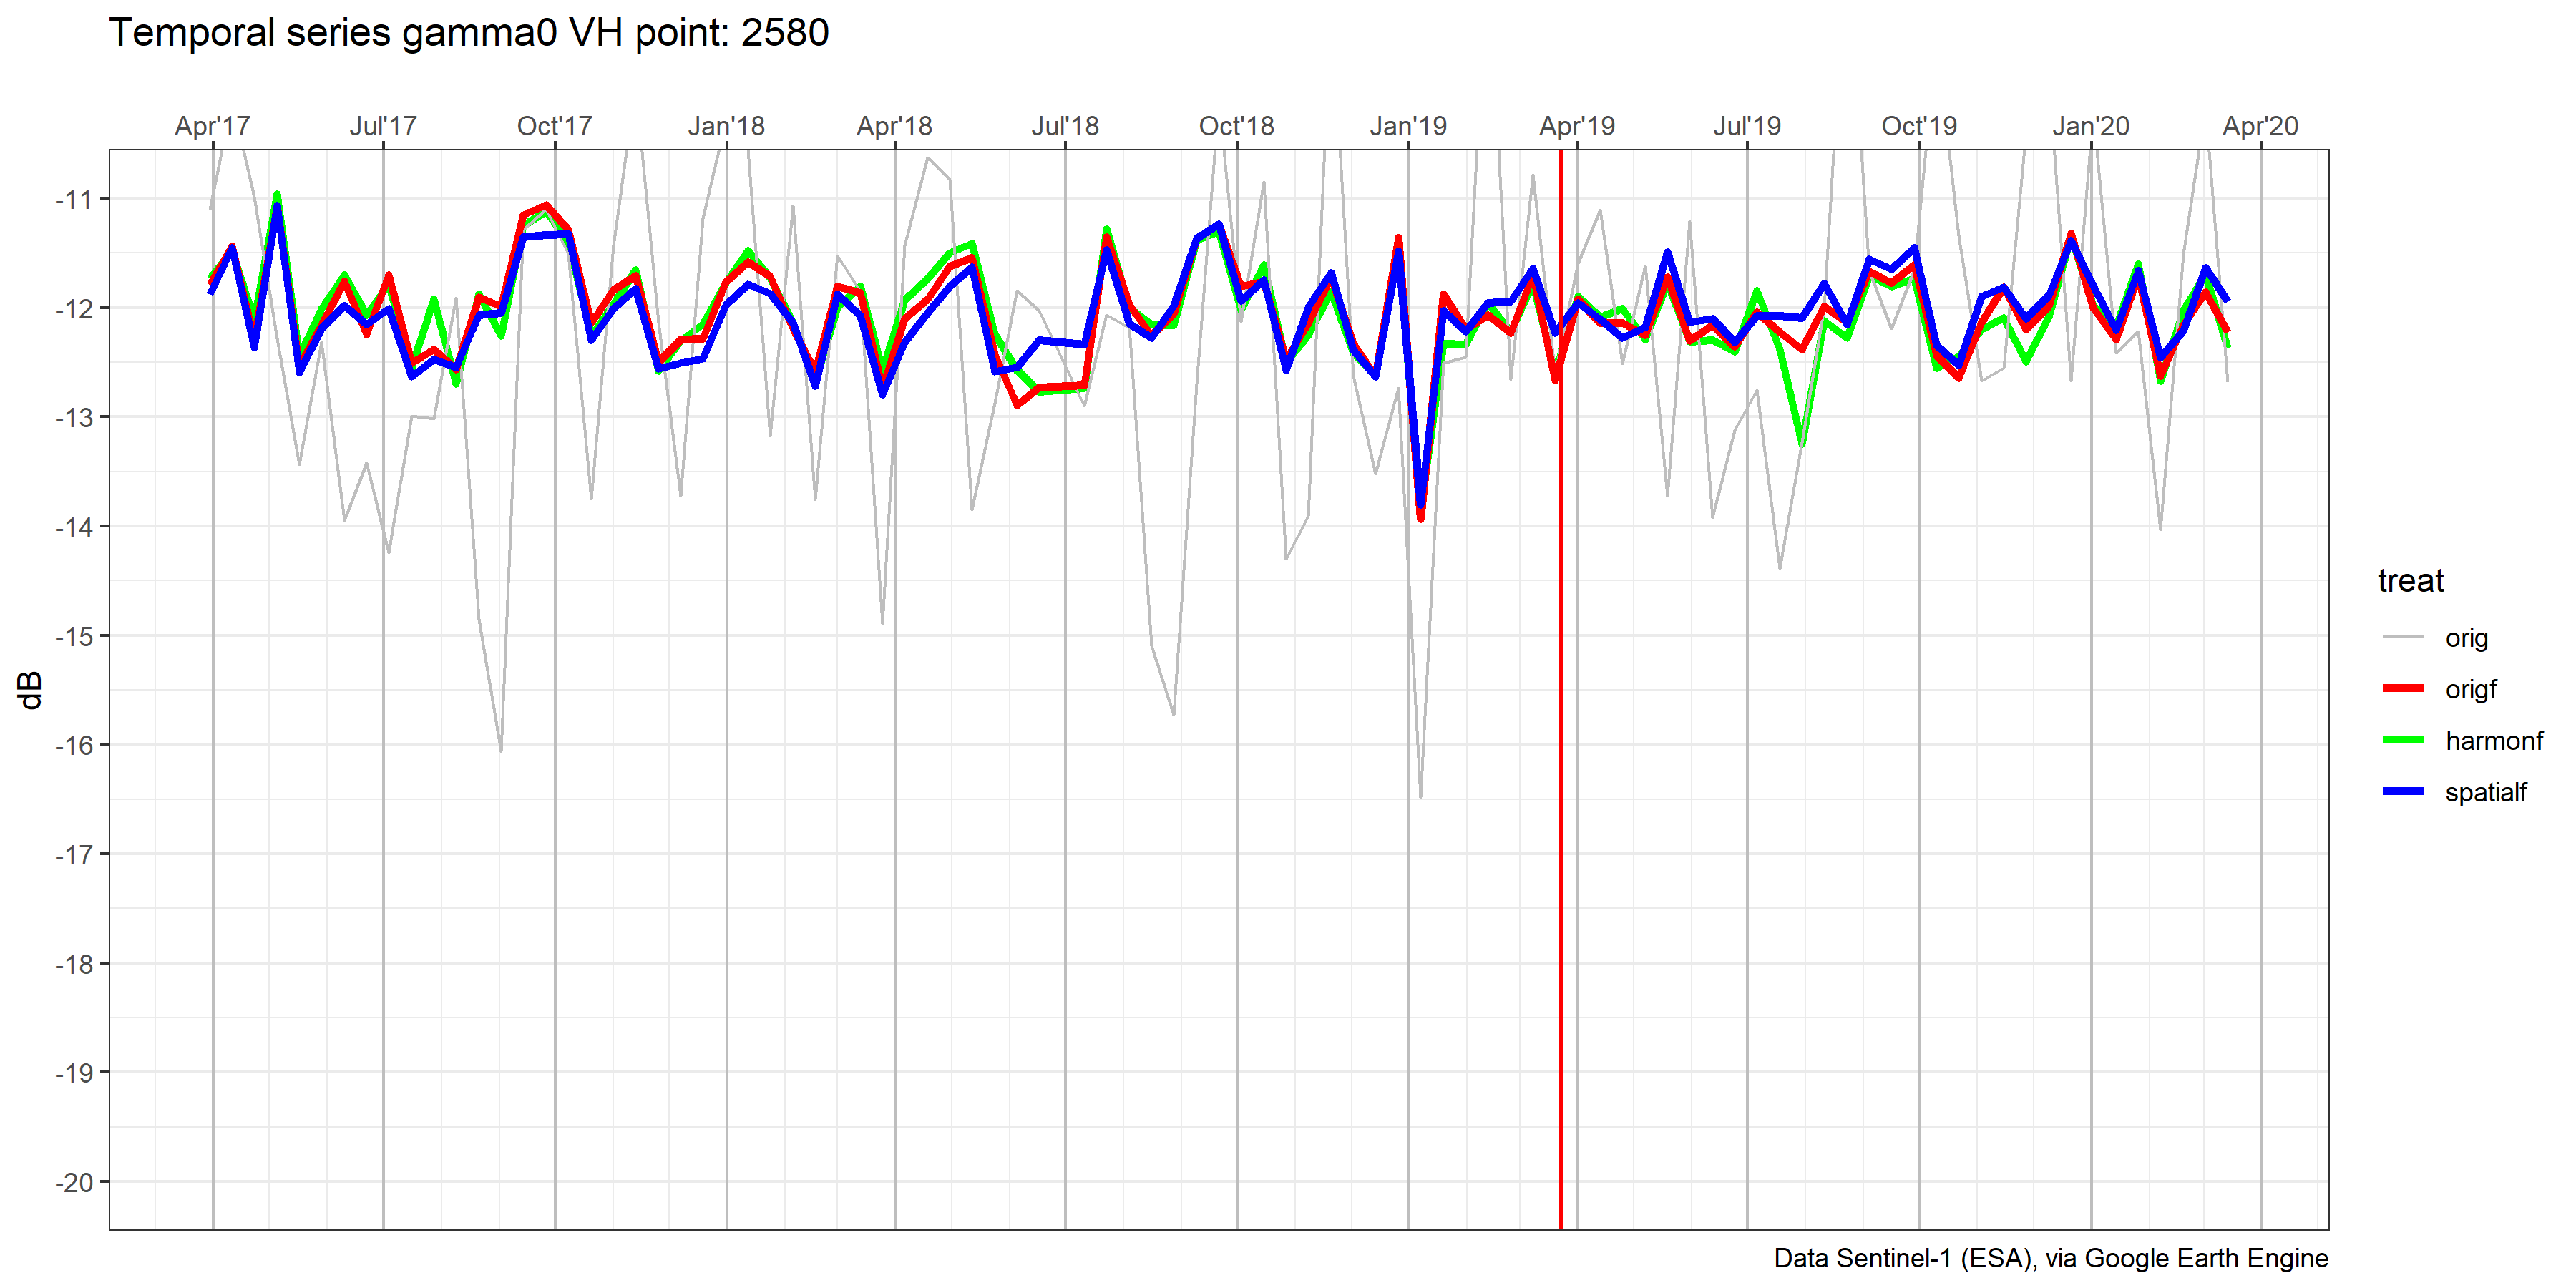 Temporal series gamma0 VH point: 2580
Apr'17 Jul'17 Oct'17 Jan'18 Apr'18 Jul'18 Oct'18 Jan'19 Apr'19 Jul'19 Oct'19 Jan'20 Apr'20
-11
-12
-13
-14
-15
-16
-17
-18
-19
-20
dB
treat
orig
origf
harmonf
spatialf
Data Sentinel-1 (ESA), via Google Earth Engine